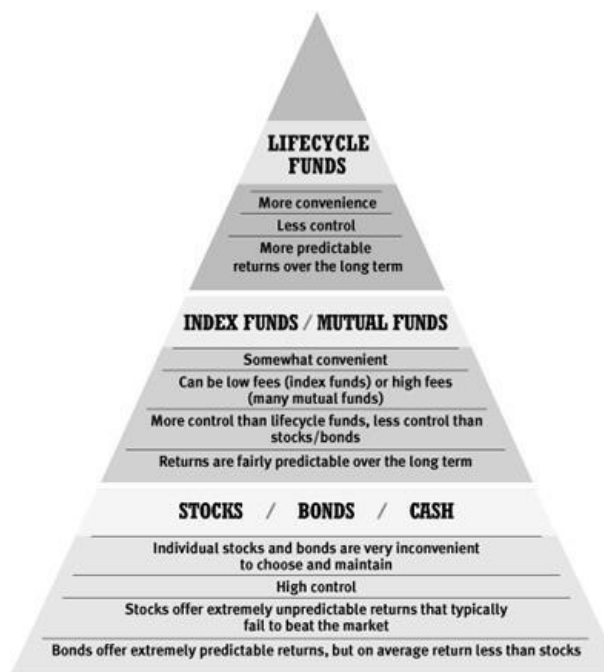 LIFECYCLE
FUNDS
More convenience
Less control
More predictable
returns over the long term
INDEX FUNDS / MUTUAL FUNDS
Somewhat convenient
Can be low fees (index funds) or high fees
(many mutual funds)
More control than lifecycle funds, less control than
stocks/bonds
Returns are fairly predictable over the long term
STOCKS / BONDS / CASH
Individual stocks and bonds are very inconvenient
to choose and maintain
High control
Stocks offer extremely unpredictable returns that typically
fail to beat the market
Bonds offer extremely predictable returns, but on average return less than stocks